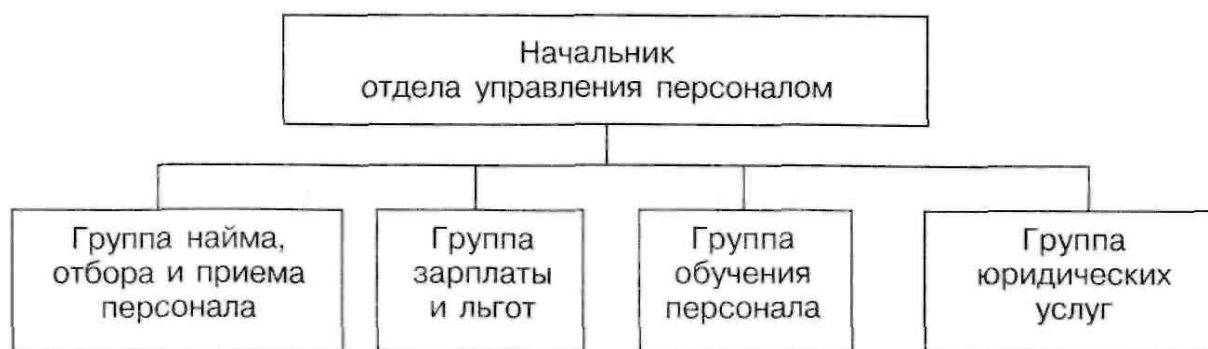 Начальник
отдела управления персоналом
Группа найма,
отбора и приема
персонала
Группа
зарплаты
и льгот
Группа
обучения
персонала
Группа
юридических
услуг